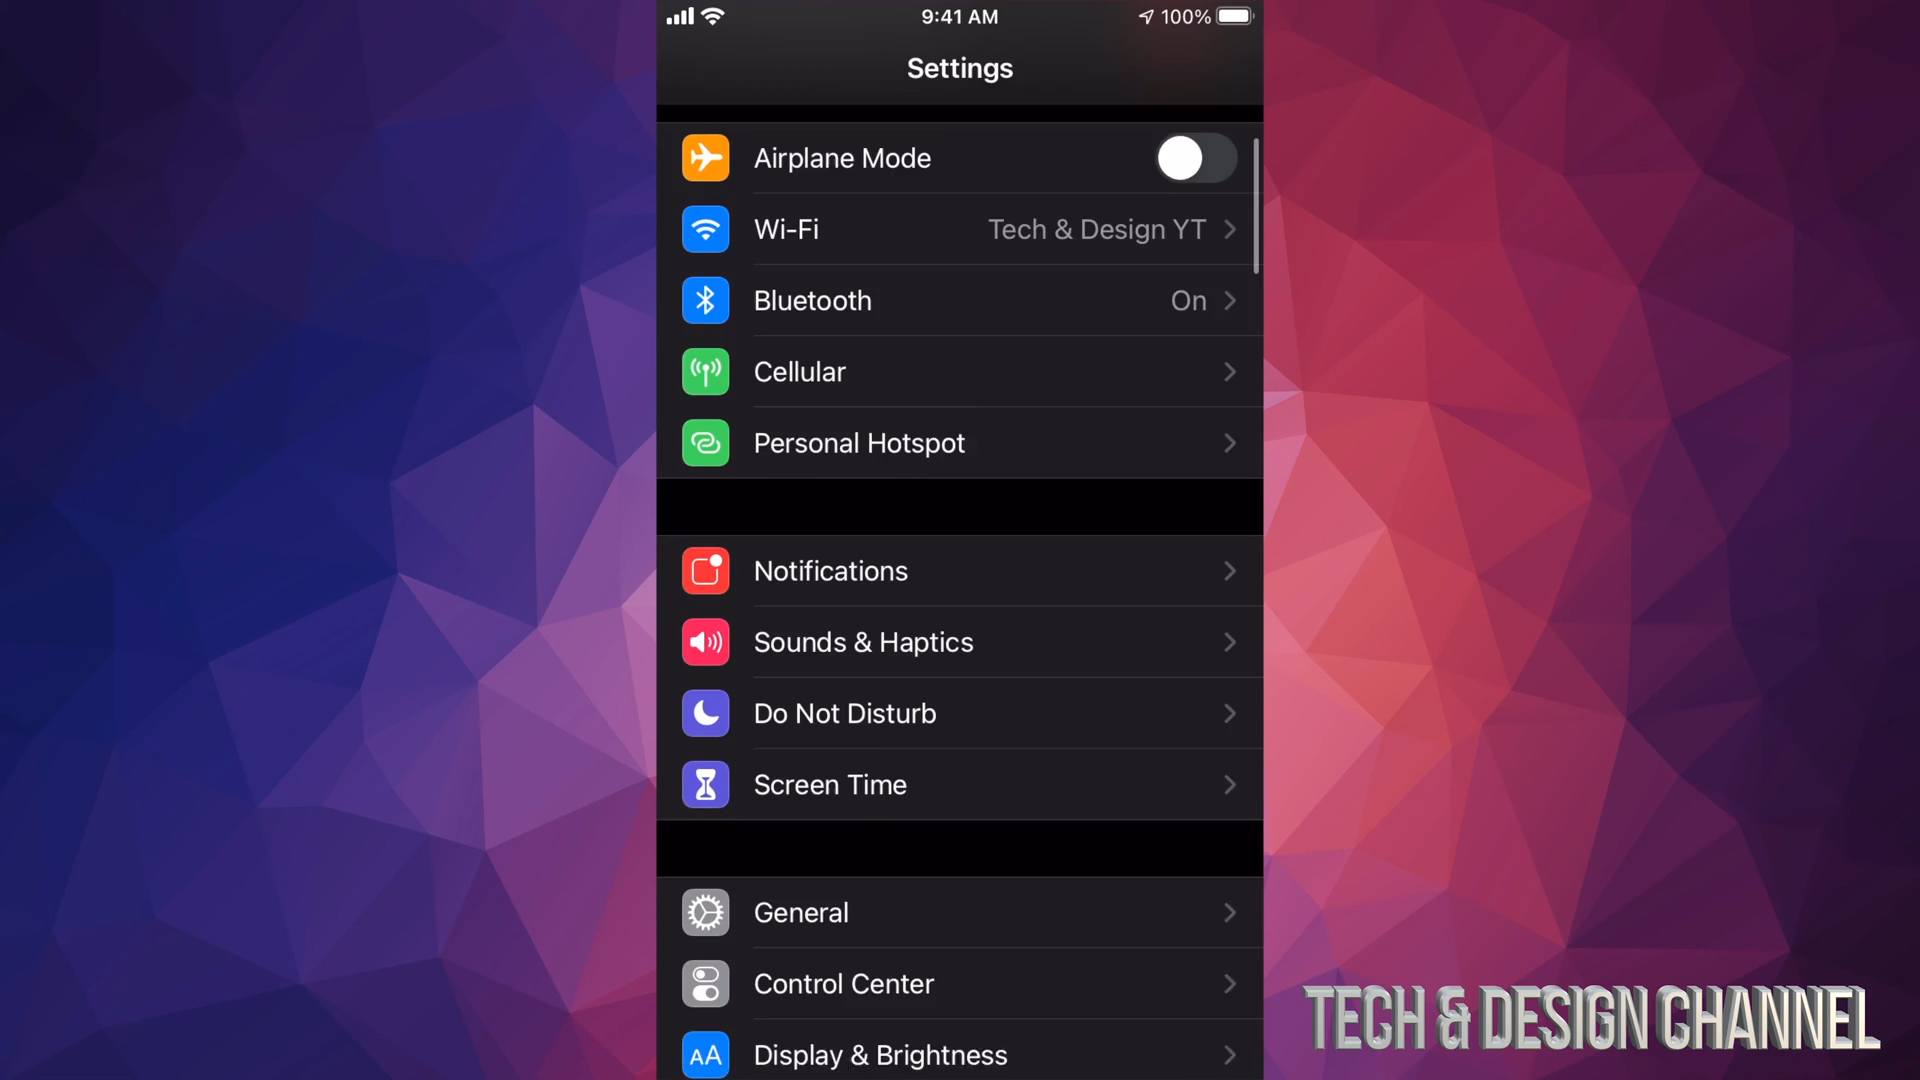 9:41 AM
100%
Settings
Airplane Mode
Wi-Fi Tech & Design YT
Bluetooth On
Cellular
Personal Hotspot
Notifications
Sounds & Haptics
Do Not Disturb
Screen Time
General
Control Center
AA Display & Brightness
TECH & DESIGN CHANNEL